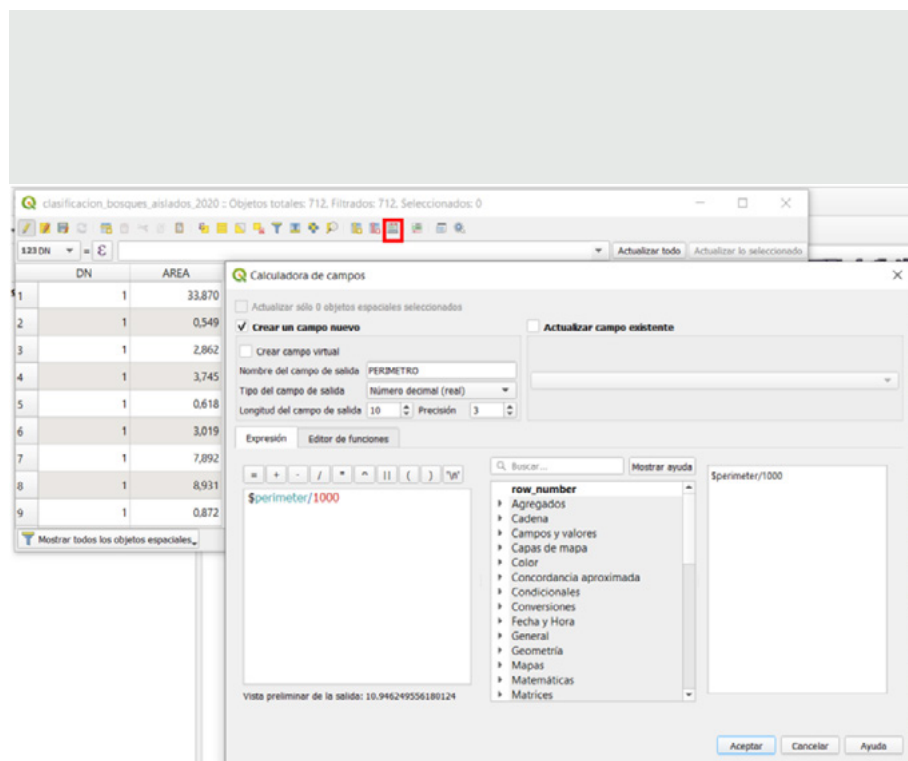 clasificacion_bosques_aislados_2020 :: Objetos totales: 712, Filtrados: 712, Seleccionados: 0
123 DN = Ɛ Actualizar todo Actualizar lo seleccionado
DN AREA
1 1 33,870
2 1 0,549
3 1 2,862
4 1 3,745
5 1 0,618
6 1 3,019
7 1 7,892
8 1 8,931
9 1 0,872
Mostrar todos los objetos espaciales
Calculadora de campos
Actualizar sólo 0 objetos espaciales seleccionados
Crear un campo nuevo
Actualizar campo existente
Crear campo virtual
Nombre del campo de salida PERIMETRO
Tipo del campo de salida Número decimal (real)
Longitud del campo de salida 10 Precisión 3
Expresión Editor de funciones
= + - / * ^ || ( ) '\n'
$perimeter/1000
Buscar... Mostrar ayuda
row_number
Agregados
Cadena
Campos y valores
Capas de mapa
Color
Concordancia aproximada
Condicionales
Conversiones
Fecha y Hora
General
Geometría
Mapas
Matemáticas
Matrices
$perimeter/1000
Vista preliminar de la salida: 10.946249556180124
Aceptar Cancelar Ayuda